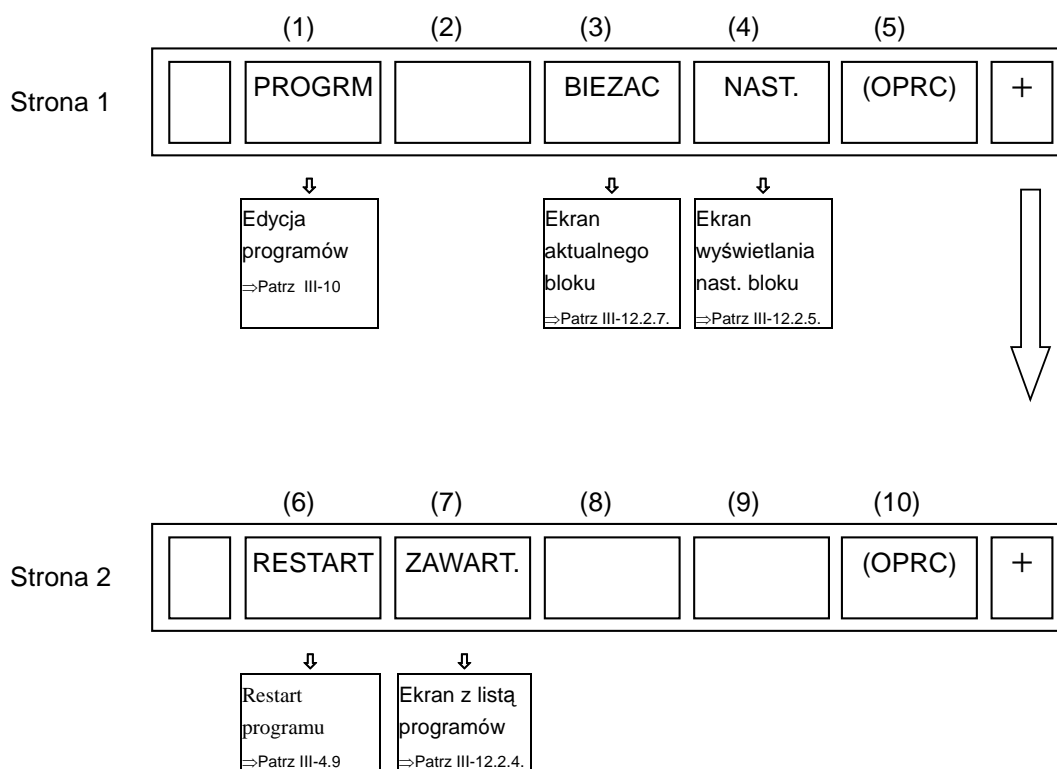 (1) (2) (3) (4) (5)
Strona 1 PROGRM BIEZAC NAST. (OPRC) +
⇩ ⇩ ⇩
Edycja
programów
⇒Patrz III-10
Ekran
aktualnego
bloku
⇒Patrz III-12.2.7.
Ekran
wyświetlania
nast. bloku
⇒Patrz III-12.2.5.
(6) (7) (8) (9) (10)
Strona 2 RESTART ZAWART. (OPRC) +
⇩ ⇩
Restart
programu
⇒Patrz III-4.9
Ekran z listą
programów
⇒Patrz III-12.2.4.